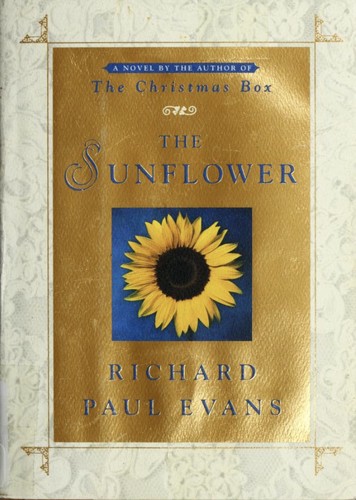 A NOVEL BY THE AUTHOR OF
The Christmas Box
THE
SUNFLOWER
RICHARD
PAUL EVANS